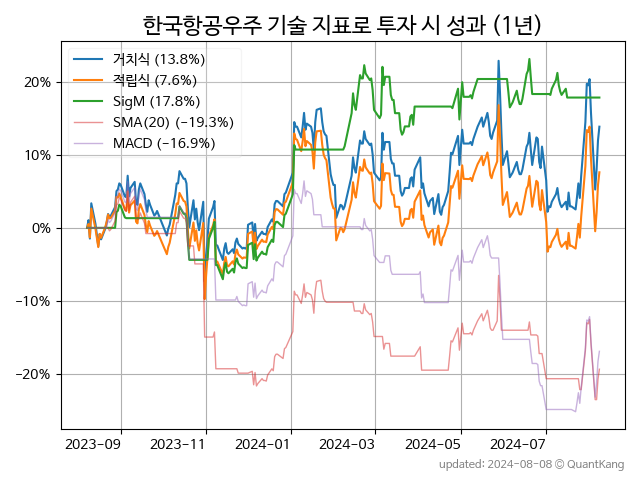 한국항공우주 기술 지표로 투자 시 성과 (1년)
거치식 (13.8%)
적립식 (7.6%)
SigM (17.8%)
SMA(20) (−19.3%)
MACD (−16.9%)
20%
10%
0%
−10%
−20%
2023-09 2023-11 2024-01 2024-03 2024-05 2024-07
updated: 2024-08-08 © QuantKang